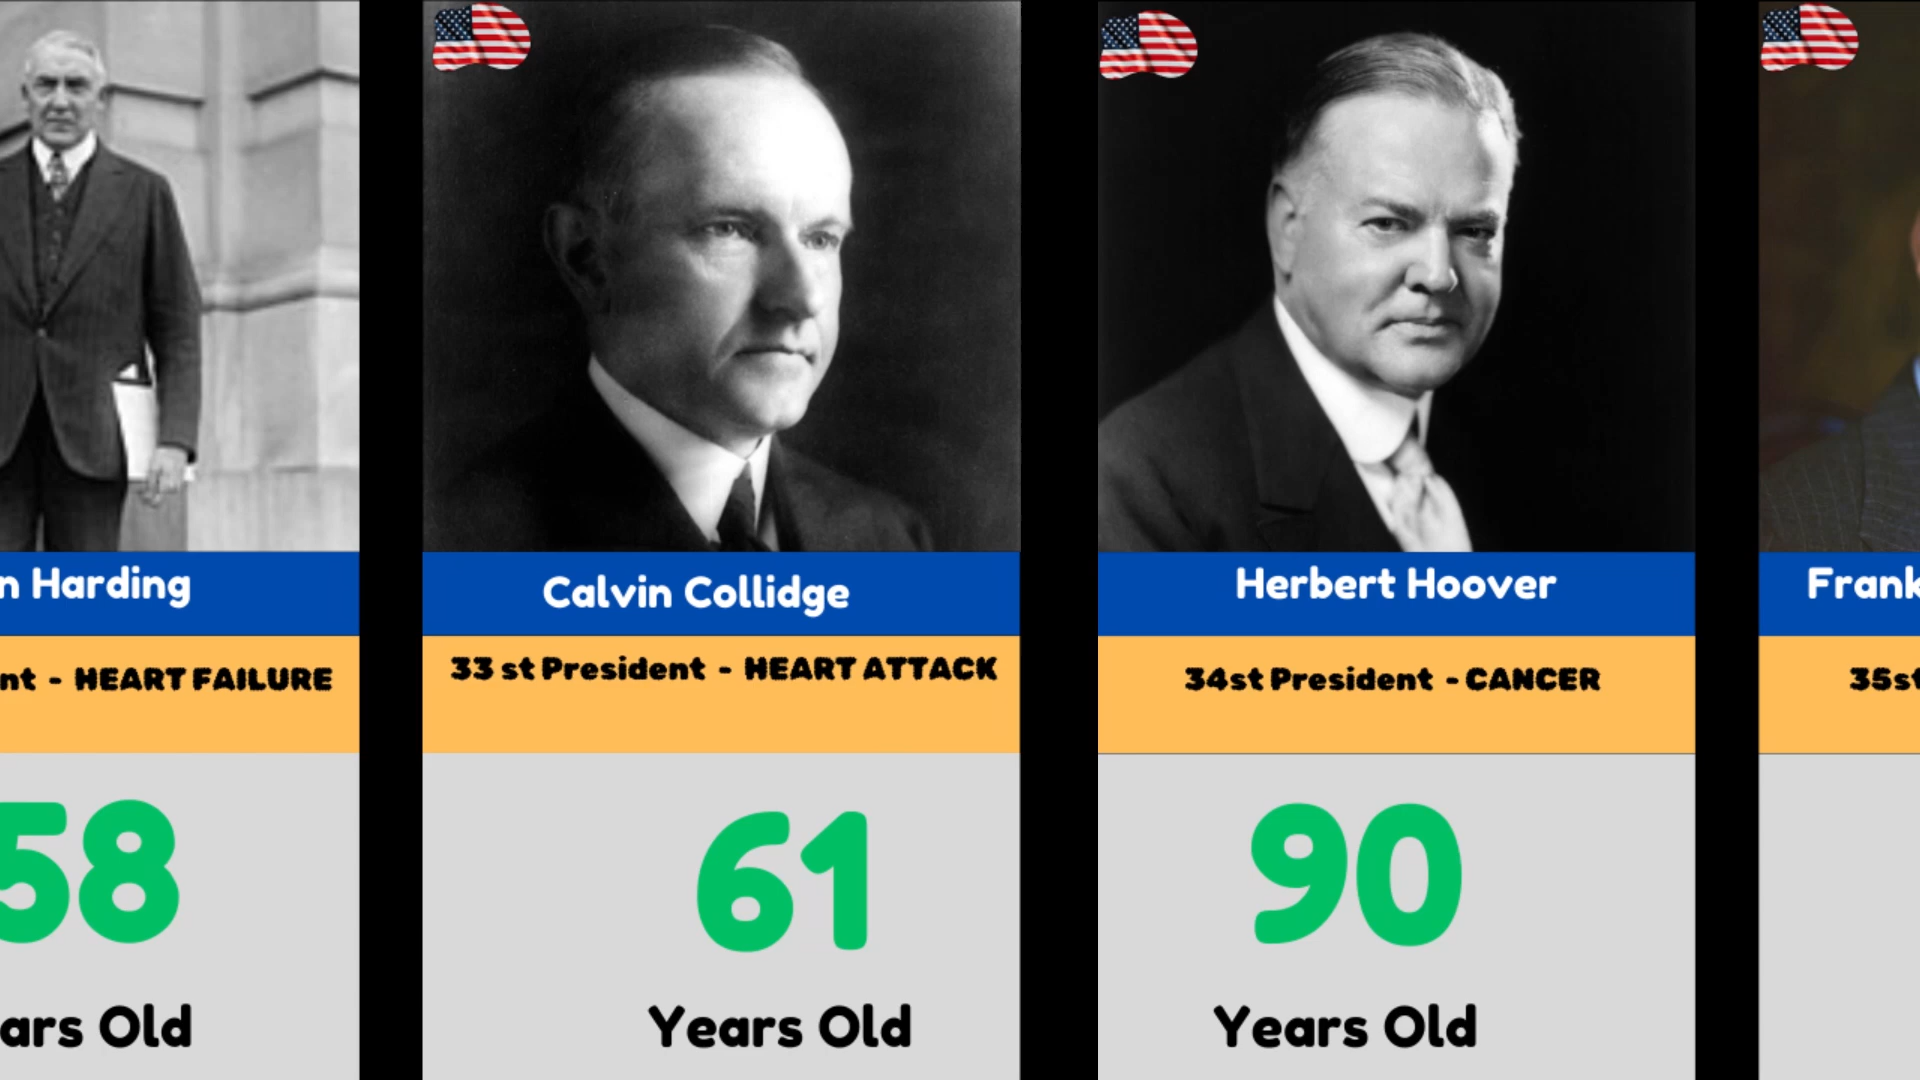 n Harding
nt - HEART FAILURE
58
ars Old
Calvin Collidge
33 st President - HEART ATTACK
61
Years Old
Herbert Hoover
34st President - CANCER
90
Years Old
Frank
35st